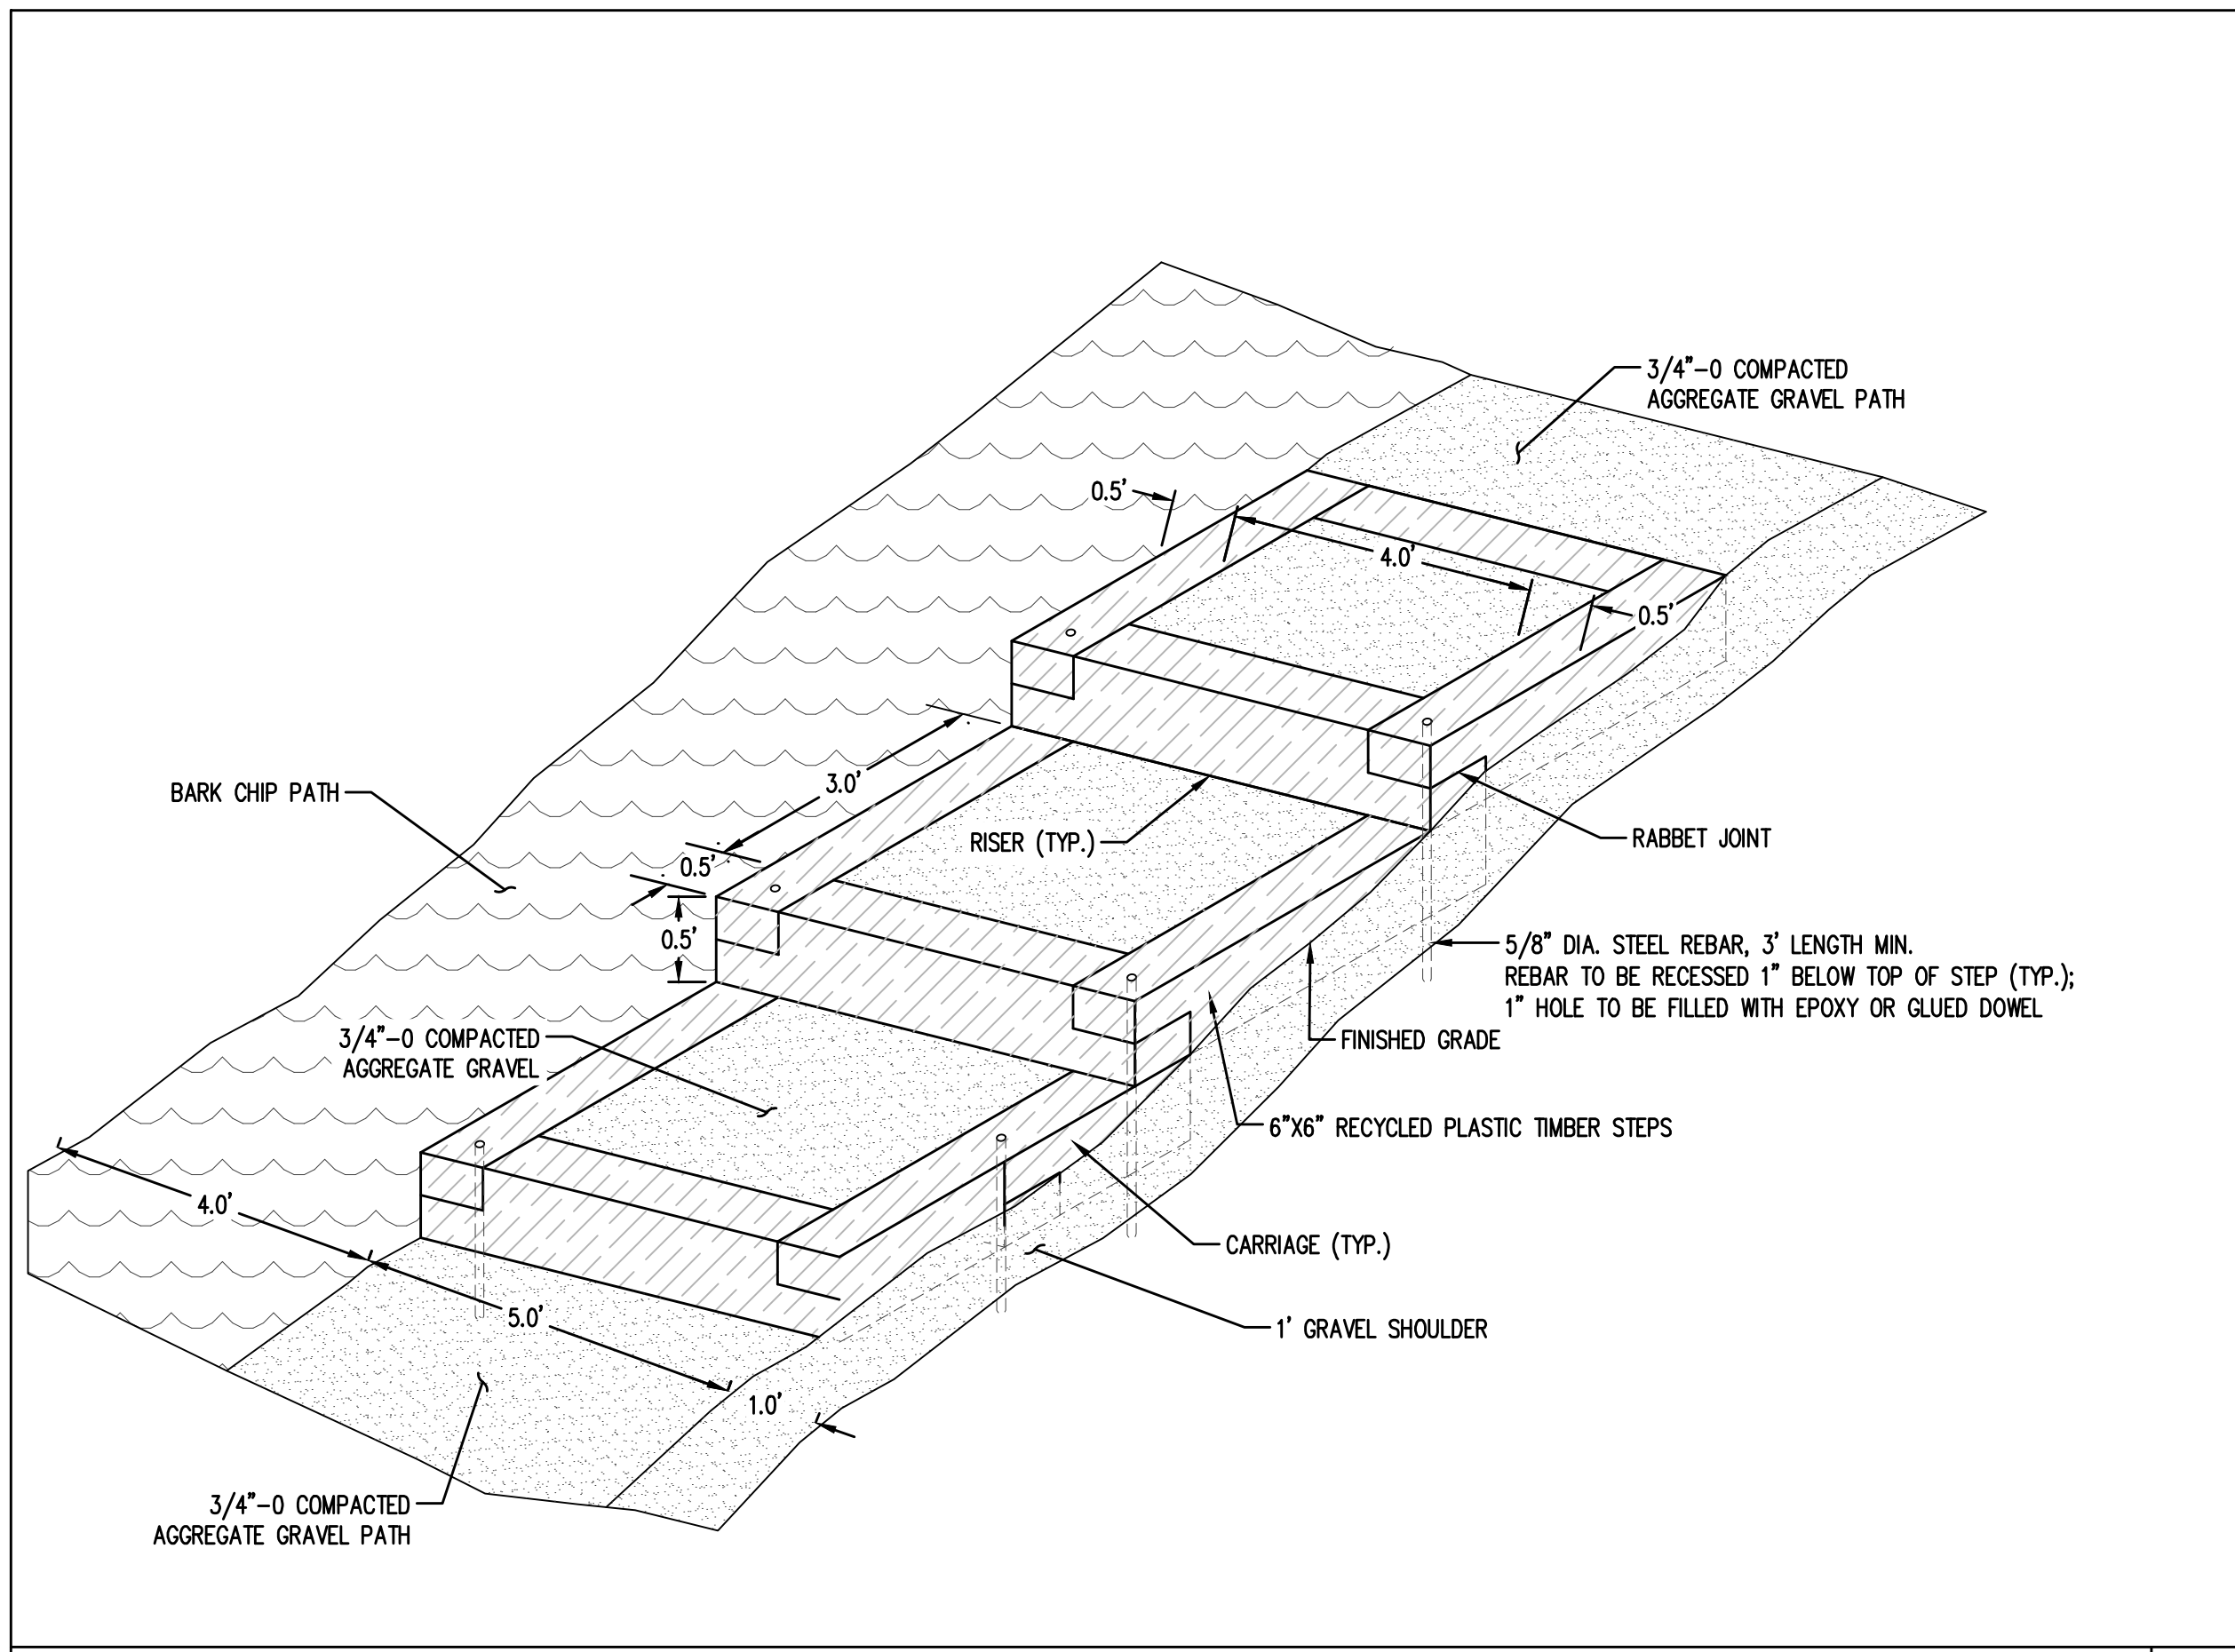 3/4"-0 COMPACTED
AGGREGATE GRAVEL PATH
0.5'
4.0'
0.5'
3.0'
BARK CHIP PATH
RISER (TYP.)
RABBET JOINT
0.5'
0.5'
5/8" DIA. STEEL REBAR, 3' LENGTH MIN.
REBAR TO BE RECESSED 1" BELOW TOP OF STEP (TYP.);
1" HOLE TO BE FILLED WITH EPOXY OR GLUED DOWEL
3/4"-0 COMPACTED
AGGREGATE GRAVEL
FINISHED GRADE
6"X6" RECYCLED PLASTIC TIMBER STEPS
4.0'
CARRIAGE (TYP.)
5.0'
1' GRAVEL SHOULDER
1.0'
3/4"-0 COMPACTED
AGGREGATE GRAVEL PATH